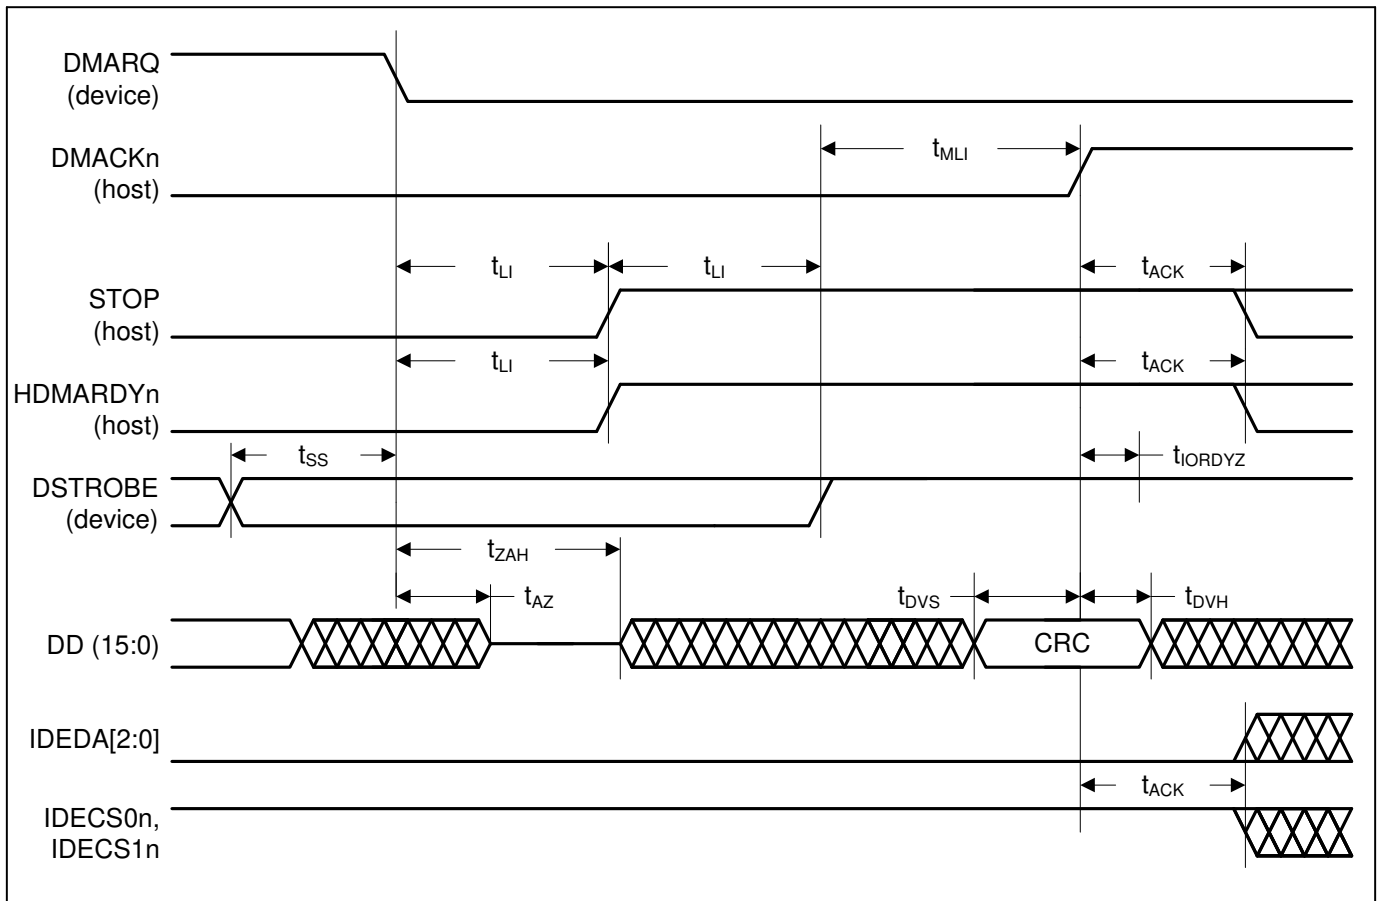 DMARQ
(device)
DMACKn
(host)
tMLI
tLI
tLI
tACK
STOP
(host)
tLI
tACK
HDMARDYn
(host)
tSS
tIORDYZ
DSTROBE
(device)
tZAH
tAZ
tDVS
tDVH
DD (15:0)
CRC
IDEDA[2:0]
tACK
IDECS0n,
IDECS1n